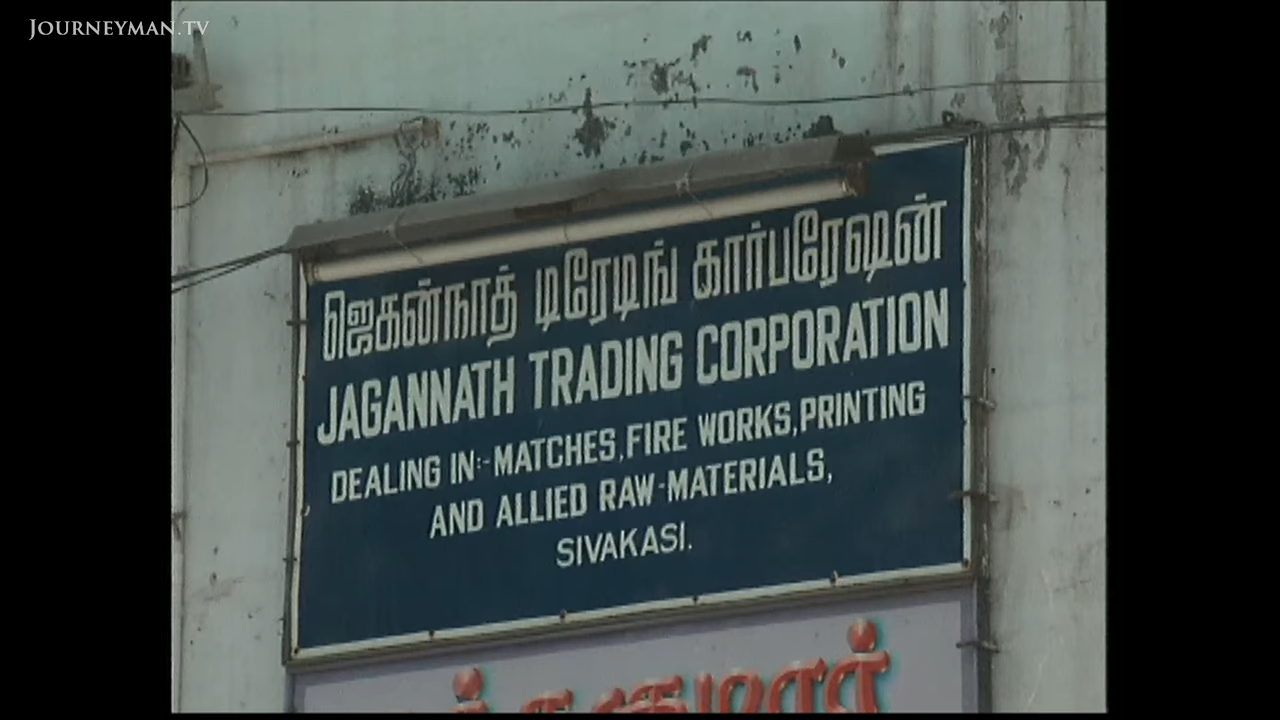 JOURNEYMAN.TV
ஜெகன்நாத் டிரேடிங் கார்பரேஷன்
JAGANNATH TRADING CORPORATION
DEALING IN:-MATCHES,FIRE WORKS,PRINTING
AND ALLIED RAW-MATERIALS,
SIVAKASI.